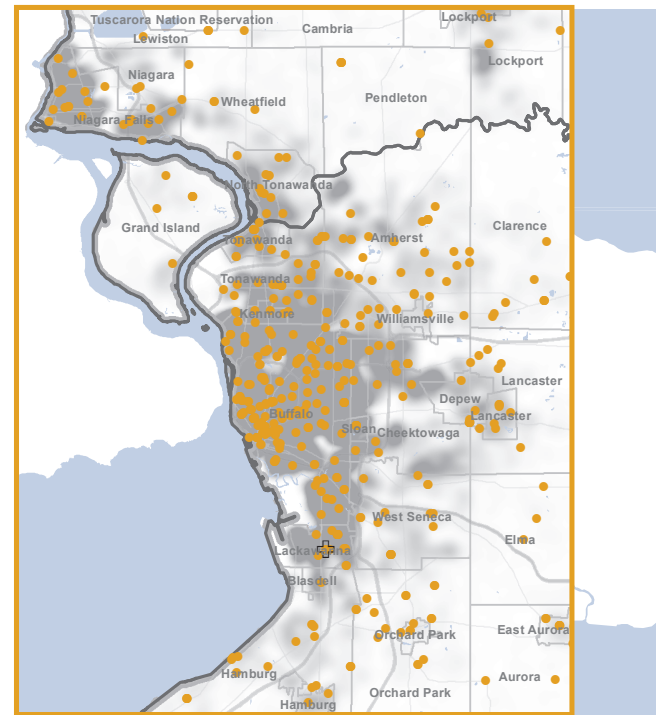 Tuscarora Nation Reservation
Lockport
Cambria
Lewiston
Lockport
Niagara
Pendleton
Wheatfield
Niagara Falls
North Tonawanda
Grand Island
Clarence
Tonawanda
Amherst
Tonawanda
Kenmore
Williamsville
Lancaster
Depew
Buffalo
Lancaster
Sloan
Cheektowaga
West Seneca
Elma
Lackawanna
Blasdell
East Aurora
Orchard Park
Hamburg
Aurora
Orchard Park
Hamburg